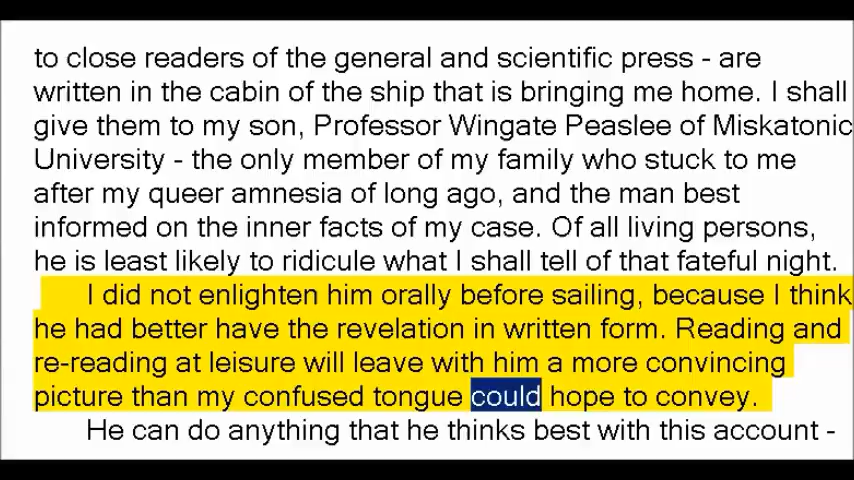 to close readers of the general and scientific press - are
written in the cabin of the ship that is bringing me home. I shall
give them to my son, Professor Wingate Peaslee of Miskatonic
University - the only member of my family who stuck to me
after my queer amnesia of long ago, and the man best
informed on the inner facts of my case. Of all living persons,
he is least likely to ridicule what I shall tell of that fateful night.
I did not enlighten him orally before sailing, because I think
he had better have the revelation in written form. Reading and
re-reading at leisure will leave with him a more convincing
picture than my confused tongue could hope to convey.
He can do anything that he thinks best with this account -